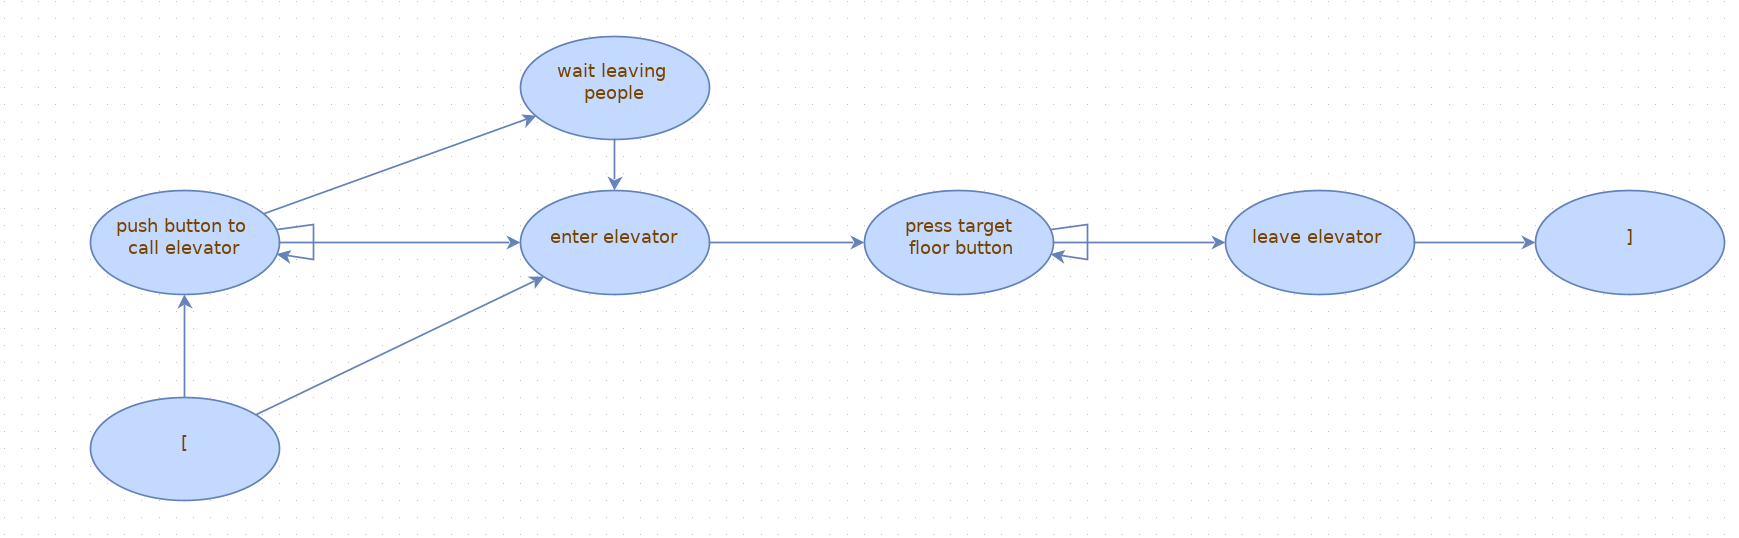 wait leaving
people
push button to
call elevator
enter elevator
press target
floor button
leave elevator
]
[